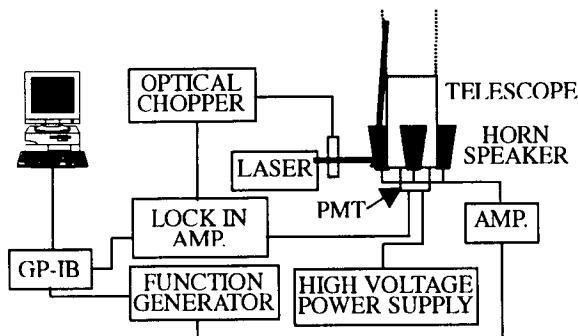 OPTICAL
CHOPPER
TELESCOPE
HORN
SPEAKER
LASER
PMT
LOCK IN
AMP.
AMP.
GP-IB
FUNCTION
GENERATOR
HIGH VOLTAGE
POWER SUPPLY